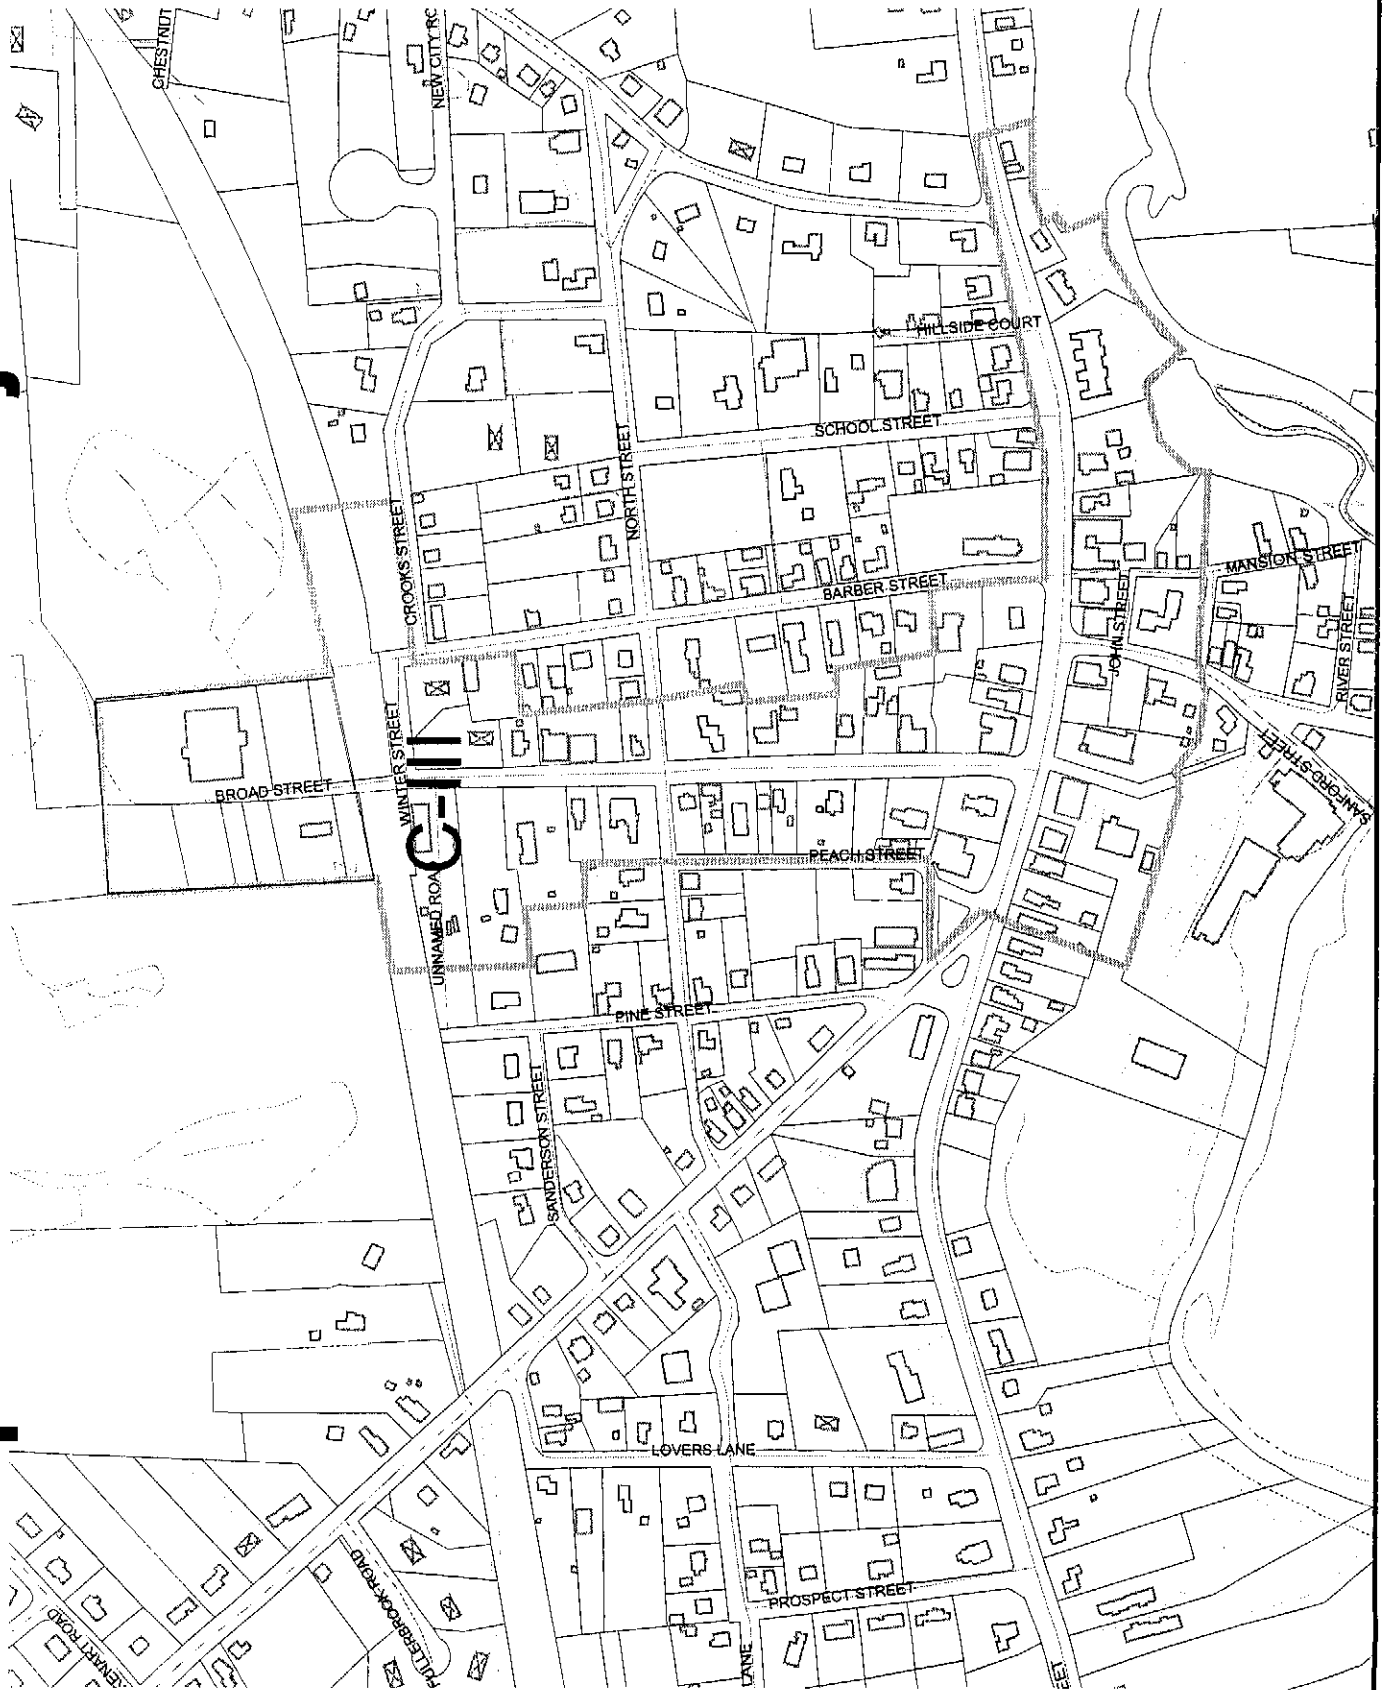 CHESTNUT
NEW CITY RO
HILLSIDE COURT
SCHOOL STREET
NORTH STREET
CROOKS STREET
BARBER STREET
MANSION STREET
JOHN STREET
RIVER STREET
WINTER STREET
BROAD STREET
C-III
SANFORD STREET
PEACH STREET
UNNAMED ROA
PINE STREET
SANDERSON STREET
LOVERS LANE
PROSPECT STREET
FULLERBROOK ROAD
ROAD
LANE